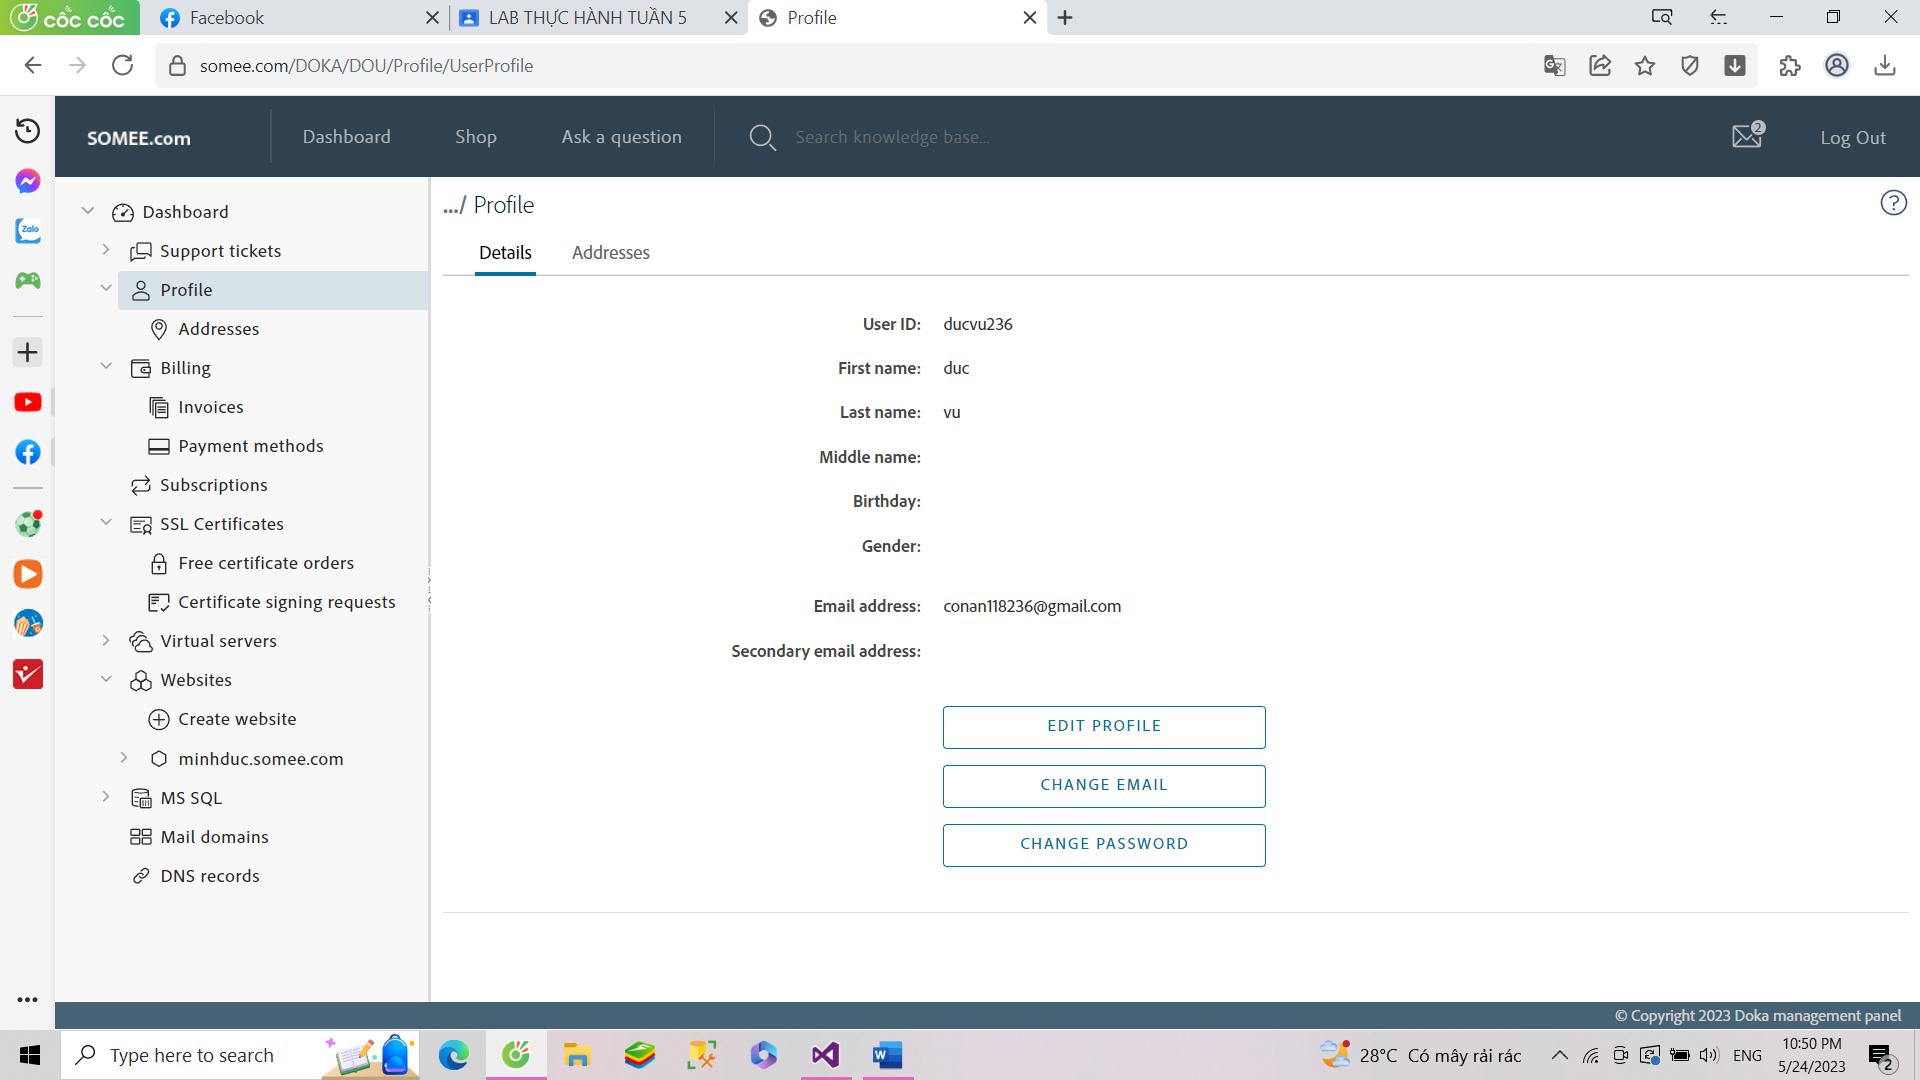 cốc cốc
Facebook
LAB THỰC HÀNH TUẦN 5
Profile
somee.com/DOKA/DOU/Profile/UserProfile
SOMEE.com
Dashboard
Shop
Ask a question
Search knowledge base...
2
Log Out
Zalo
Dashboard
Support tickets
Profile
Addresses
Billing
Invoices
Payment methods
Subscriptions
SSL Certificates
Free certificate orders
Certificate signing requests
Virtual servers
Websites
Create website
minhduc.somee.com
MS SQL
Mail domains
DNS records
.../ Profile
Details
Addresses
User ID: ducvu236
First name: duc
Last name: vu
Middle name:
Birthday:
Gender:
Email address: conan118236@gmail.com
Secondary email address:
EDIT PROFILE
CHANGE EMAIL
CHANGE PASSWORD
© Copyright 2023 Doka management panel
Type here to search
28°C Có mây rải rác
ENG
10:50 PM
5/24/2023
2